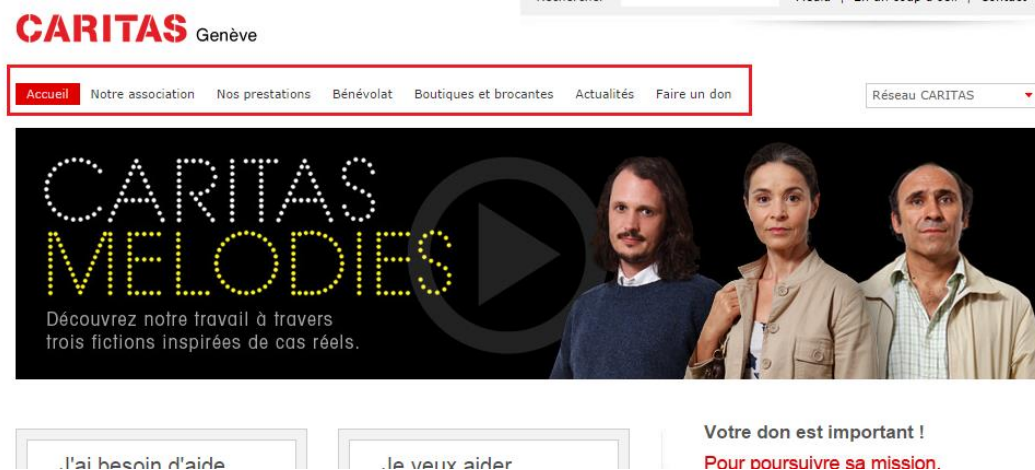 CARITAS Genève
Accueil Notre association Nos prestations Bénévolat Boutiques et brocantes Actualités Faire un don
Réseau CARITAS
CARITAS
MELODIES
Découvrez notre travail à travers
trois fictions inspirées de cas réels.
J'ai besoin d'aide
Je veux aider
Votre don est important !
Pour poursuivre sa mission,